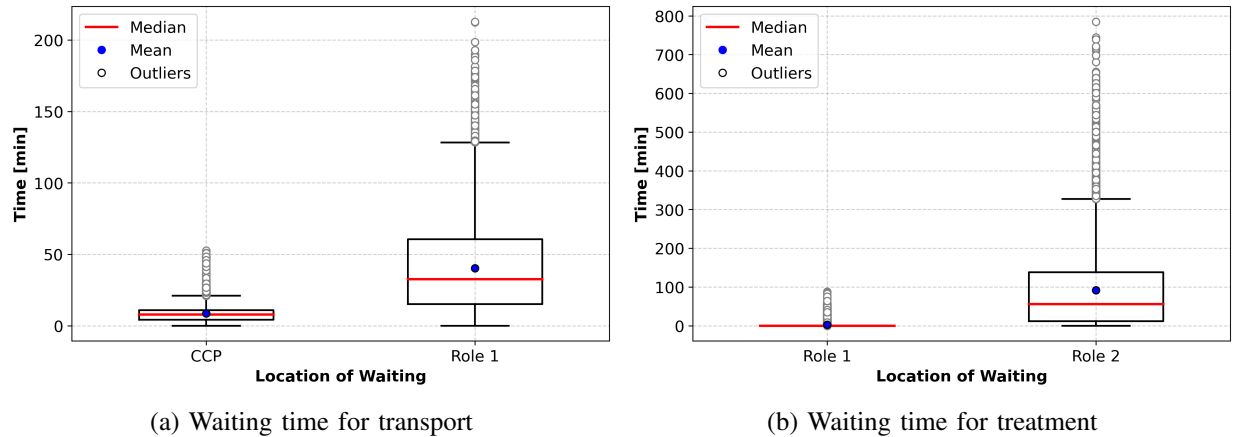 Median
Mean
Outliers
200
150
100
50
0
Time [min]
CCP
Role 1
Location of Waiting
(a) Waiting time for transport
Median
Mean
Outliers
800
700
600
500
400
300
200
100
0
Time [min]
Role 1
Role 2
Location of Waiting
(b) Waiting time for treatment